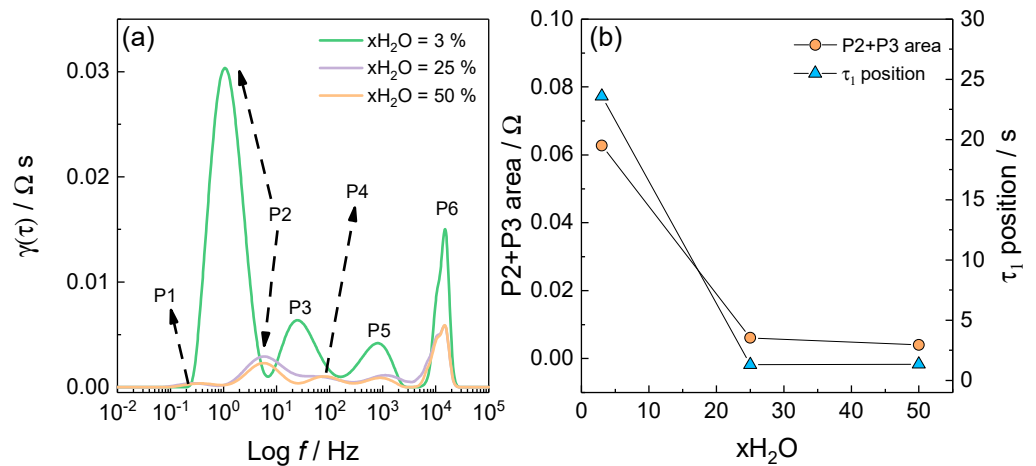 (a)
xH₂O = 3 %
xH₂O = 25 %
xH₂O = 50 %
P1
P2
P3
P4
P5
P6
0.03
0.02
0.01
0.00
γ(τ) / Ω s
10⁻² 10⁻¹ 10⁰ 10¹ 10² 10³ 10⁴ 10⁵
Log f / Hz
(b)
P2+P3 area
τ₁ position
0.10
0.08
0.06
0.04
0.02
0.00
P2+P3 area / Ω
30
25
20
15
10
5
0
τ₁ position / s
0 10 20 30 40 50
xH₂O